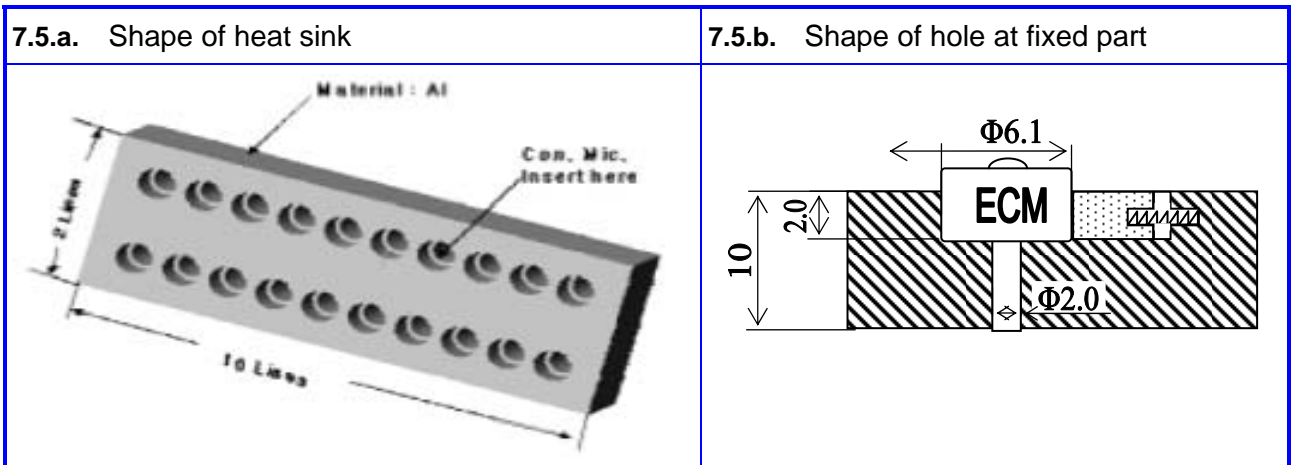 7.5.a. Shape of heat sink
7.5.b. Shape of hole at fixed part
Material : Al
Con. Mic.
Insert here
2 Lines
10 Lines
Φ6.1
ECM
2.0
10
Φ2.0